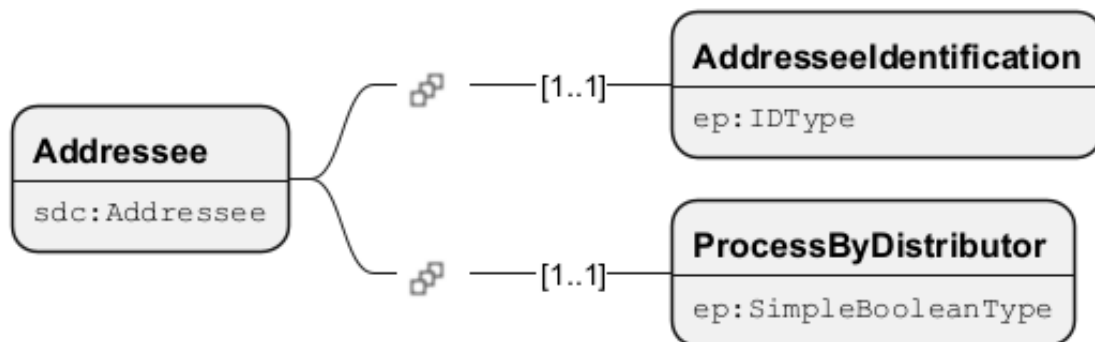 AddresseeIdentification
[1..1]
ep:IDType
Addressee
sdc:Addressee
ProcessByDistributor
[1..1]
ep:SimpleBooleanType